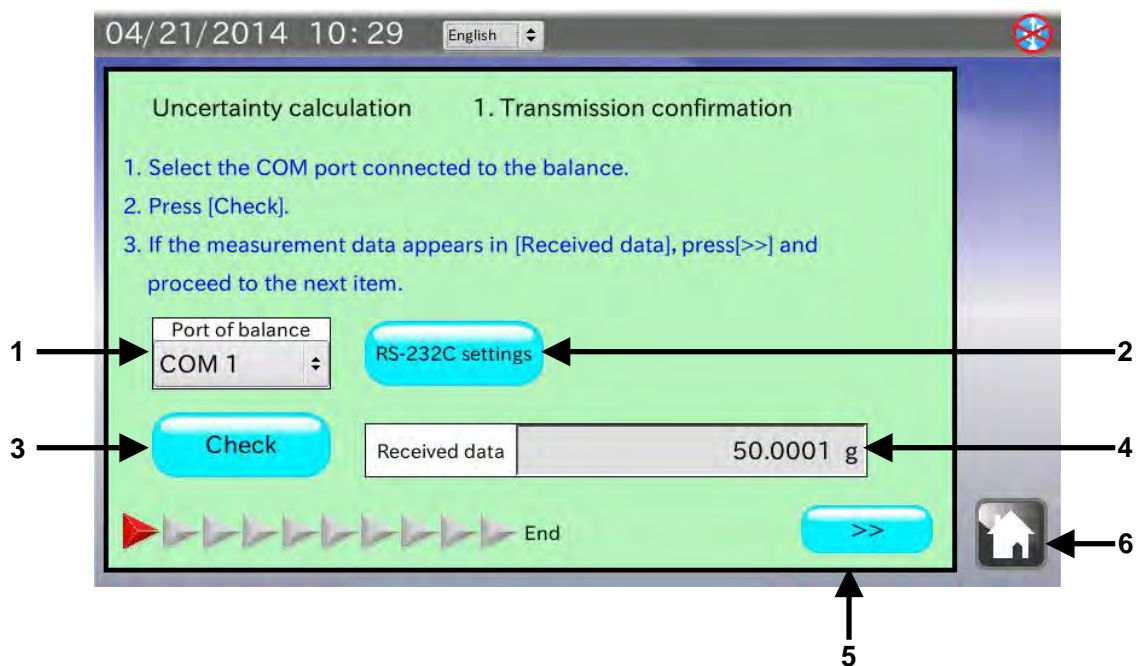 04/21/2014 10:29 English
Uncertainty calculation 1. Transmission confirmation
1. Select the COM port connected to the balance.
2. Press [Check].
3. If the measurement data appears in [Received data], press[>>] and
proceed to the next item.
Port of balance
1 COM 1 RS-232C settings 2
3 Check Received data 50.0001 g 4
End >> 6
5